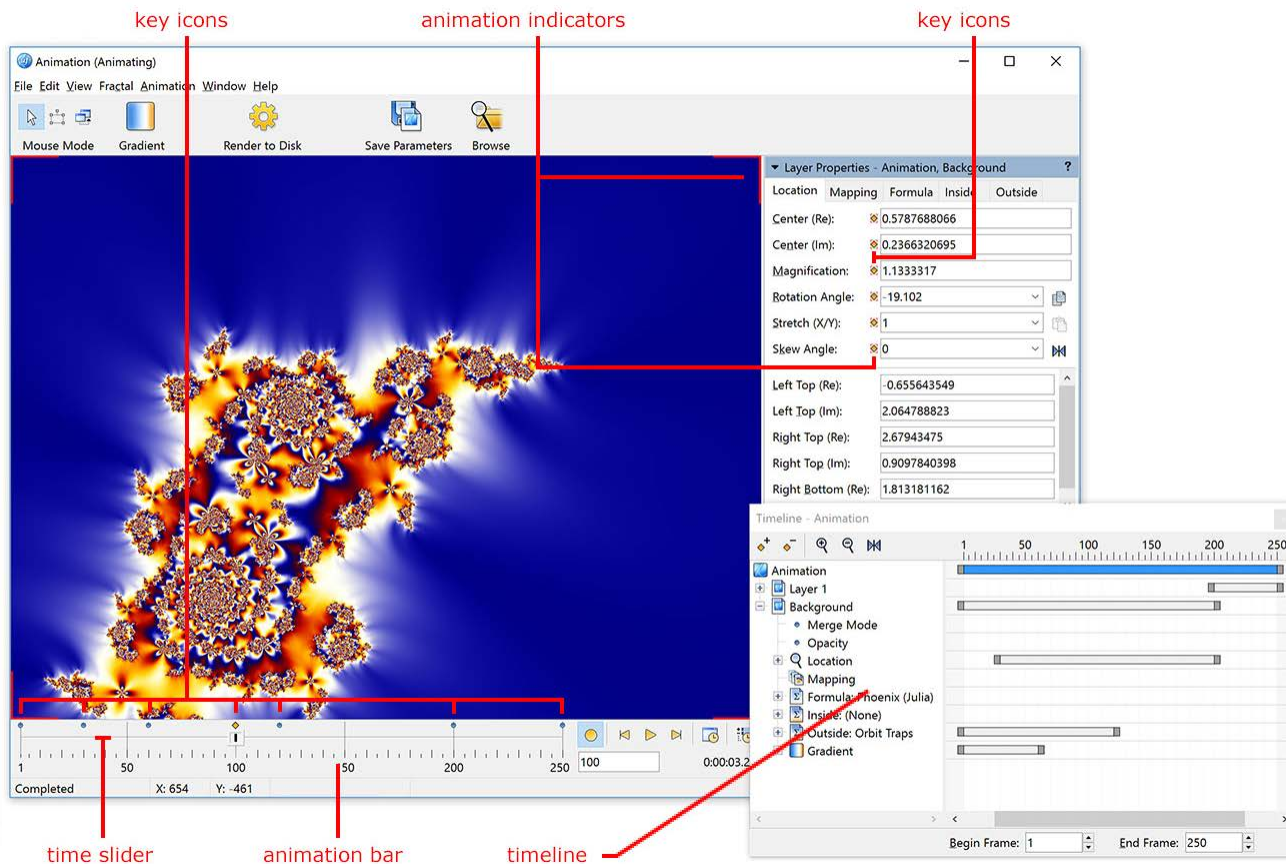 key icons
animation indicators
key icons
Animation (Animating)
File Edit View Fractal Animation Window Help
Mouse Mode
Gradient
Render to Disk
Save Parameters
Browse
Layer Properties - Animation, Background ?
Location Mapping Formula Inside Outside
Center (Re): 0.5787688066
Center (Im): 0.2366320695
Magnification: 1.1333317
Rotation Angle: -19.102
Stretch (X/Y): 1
Skew Angle: 0
Left Top (Re): -0.655643549
Left Top (Im): 2.064788823
Right Top (Re): 2.67943475
Right Top (Im): 0.9097840398
Right Bottom (Re): 1.813181162
Timeline - Animation
1 50 100 150 200 250
Animation
Layer 1
Background
Merge Mode
Opacity
Location
Mapping
Formula: Phoenix (Julia)
Inside: (None)
Outside: Orbit Traps
Gradient
Begin Frame: 1 End Frame: 250
1 50 100 150 200 250
100
0:00:03.2
Completed X: 654 Y: -461
time slider
animation bar
timeline